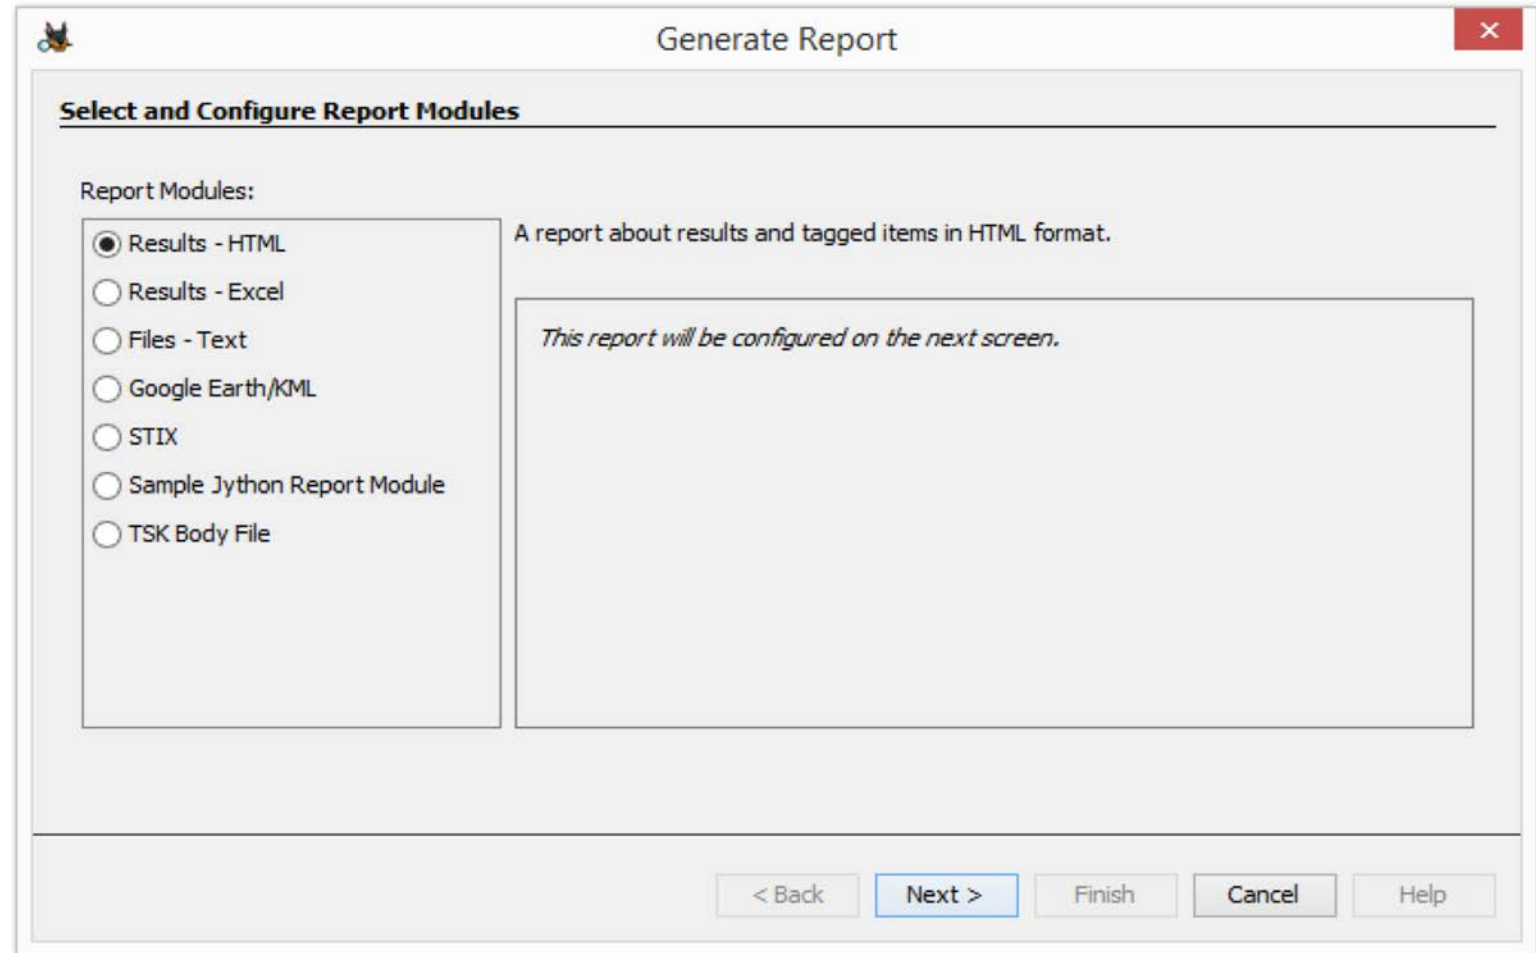 Generate Report
Select and Configure Report Modules
Report Modules:
Results - HTML
Results - Excel
Files - Text
Google Earth/KML
STIX
Sample Jython Report Module
TSK Body File
A report about results and tagged items in HTML format.
This report will be configured on the next screen.
< Back
Next >
Finish
Cancel
Help